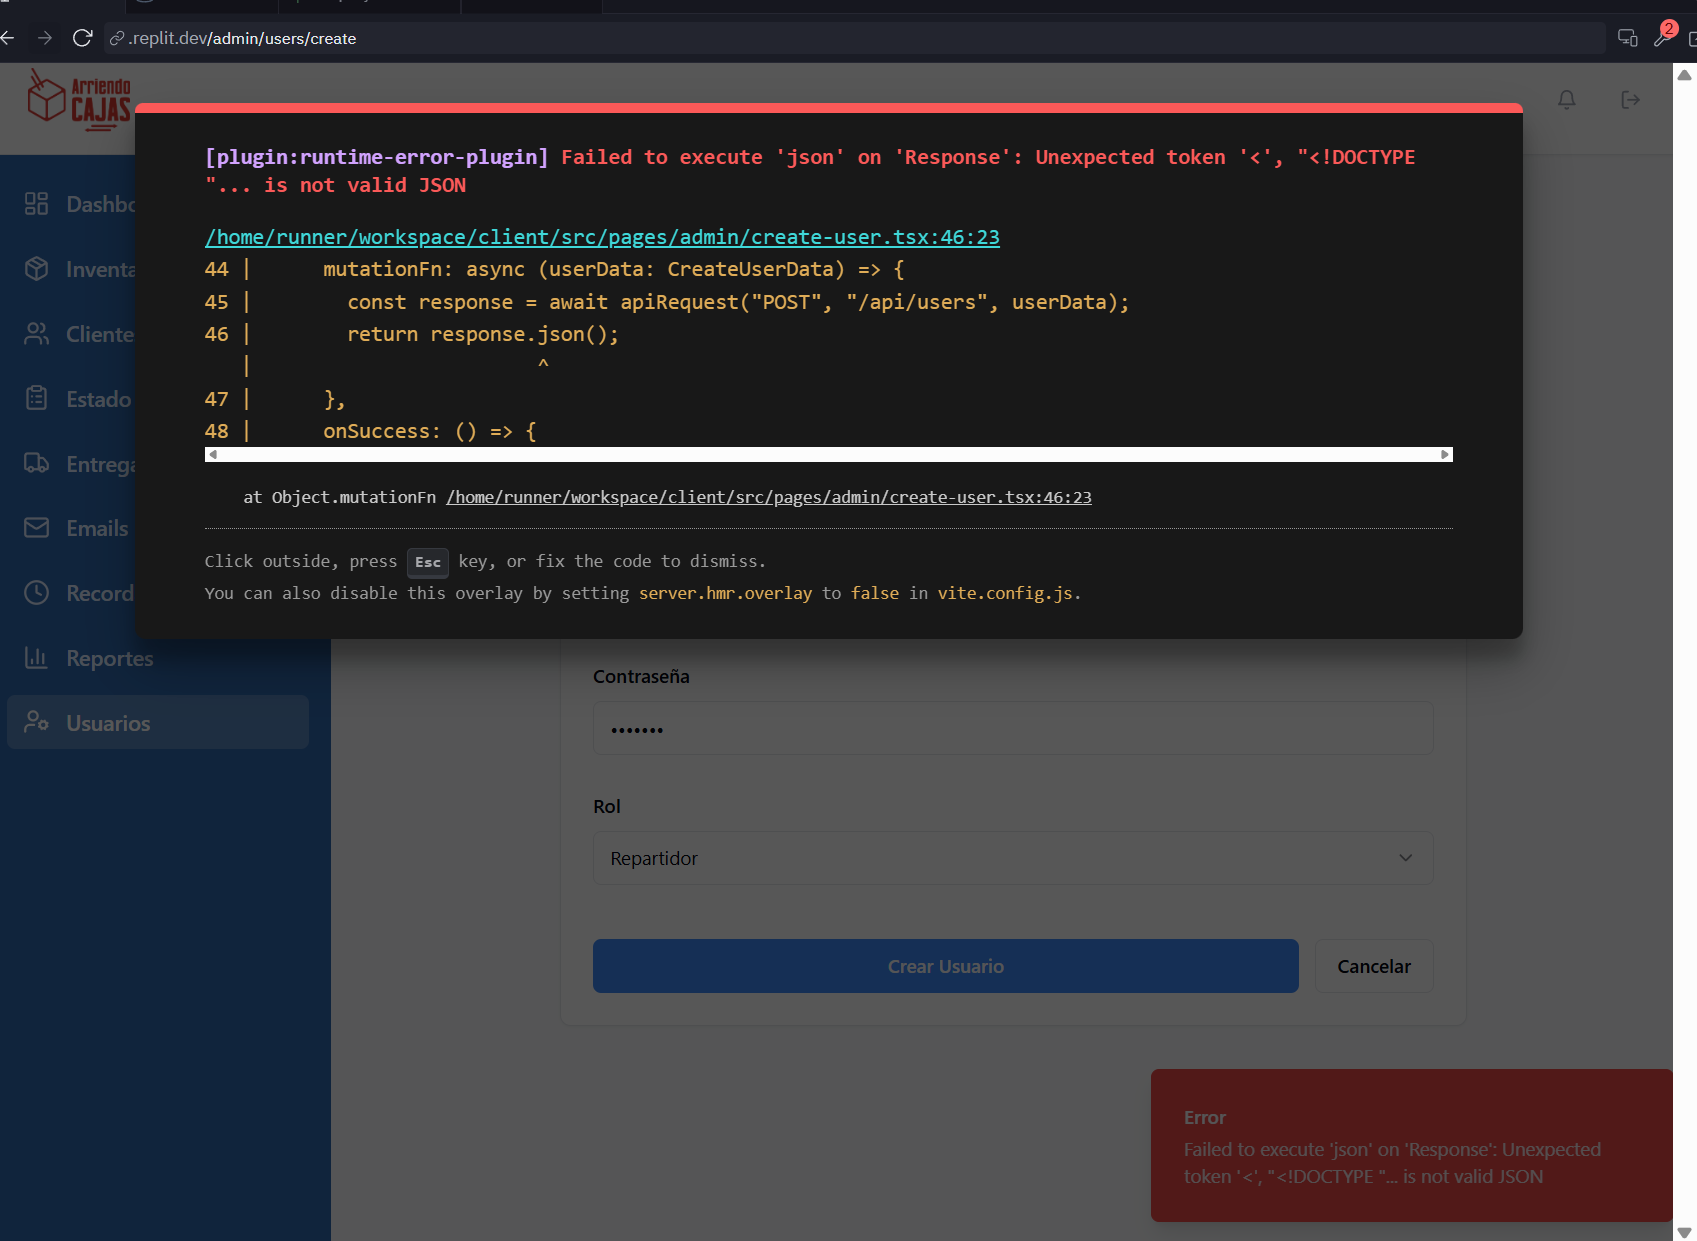 .replit.dev/admin/users/create
2
Arriendo
CAJAS
[plugin:runtime-error-plugin] Failed to execute 'json' on 'Response': Unexpected token '<', "<!DOCTYPE
"... is not valid JSON
/home/runner/workspace/client/src/pages/admin/create-user.tsx:46:23
44 |      mutationFn: async (userData: CreateUserData) => {
45 |        const response = await apiRequest("POST", "/api/users", userData);
46 |        return response.json();
   |                        ^
47 |      },
48 |      onSuccess: () => {
at Object.mutationFn /home/runner/workspace/client/src/pages/admin/create-user.tsx:46:23
Click outside, press Esc key, or fix the code to dismiss.
You can also disable this overlay by setting server.hmr.overlay to false in vite.config.js.
Dashbo
Inventa
Cliente
Estado
Entrega
Emails
Record
Reportes
Usuarios
Contraseña
•••••••
Rol
Repartidor
Crear Usuario
Cancelar
Error
Failed to execute 'json' on 'Response': Unexpected
token '<', "<!DOCTYPE "... is not valid JSON